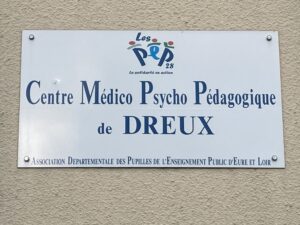 Les
PEP
28
La solidarité en action
Centre Médico Psycho Pédagogique
de DREUX
Association Départementale des Pupilles de l'Enseignement Public d'Eure et Loir